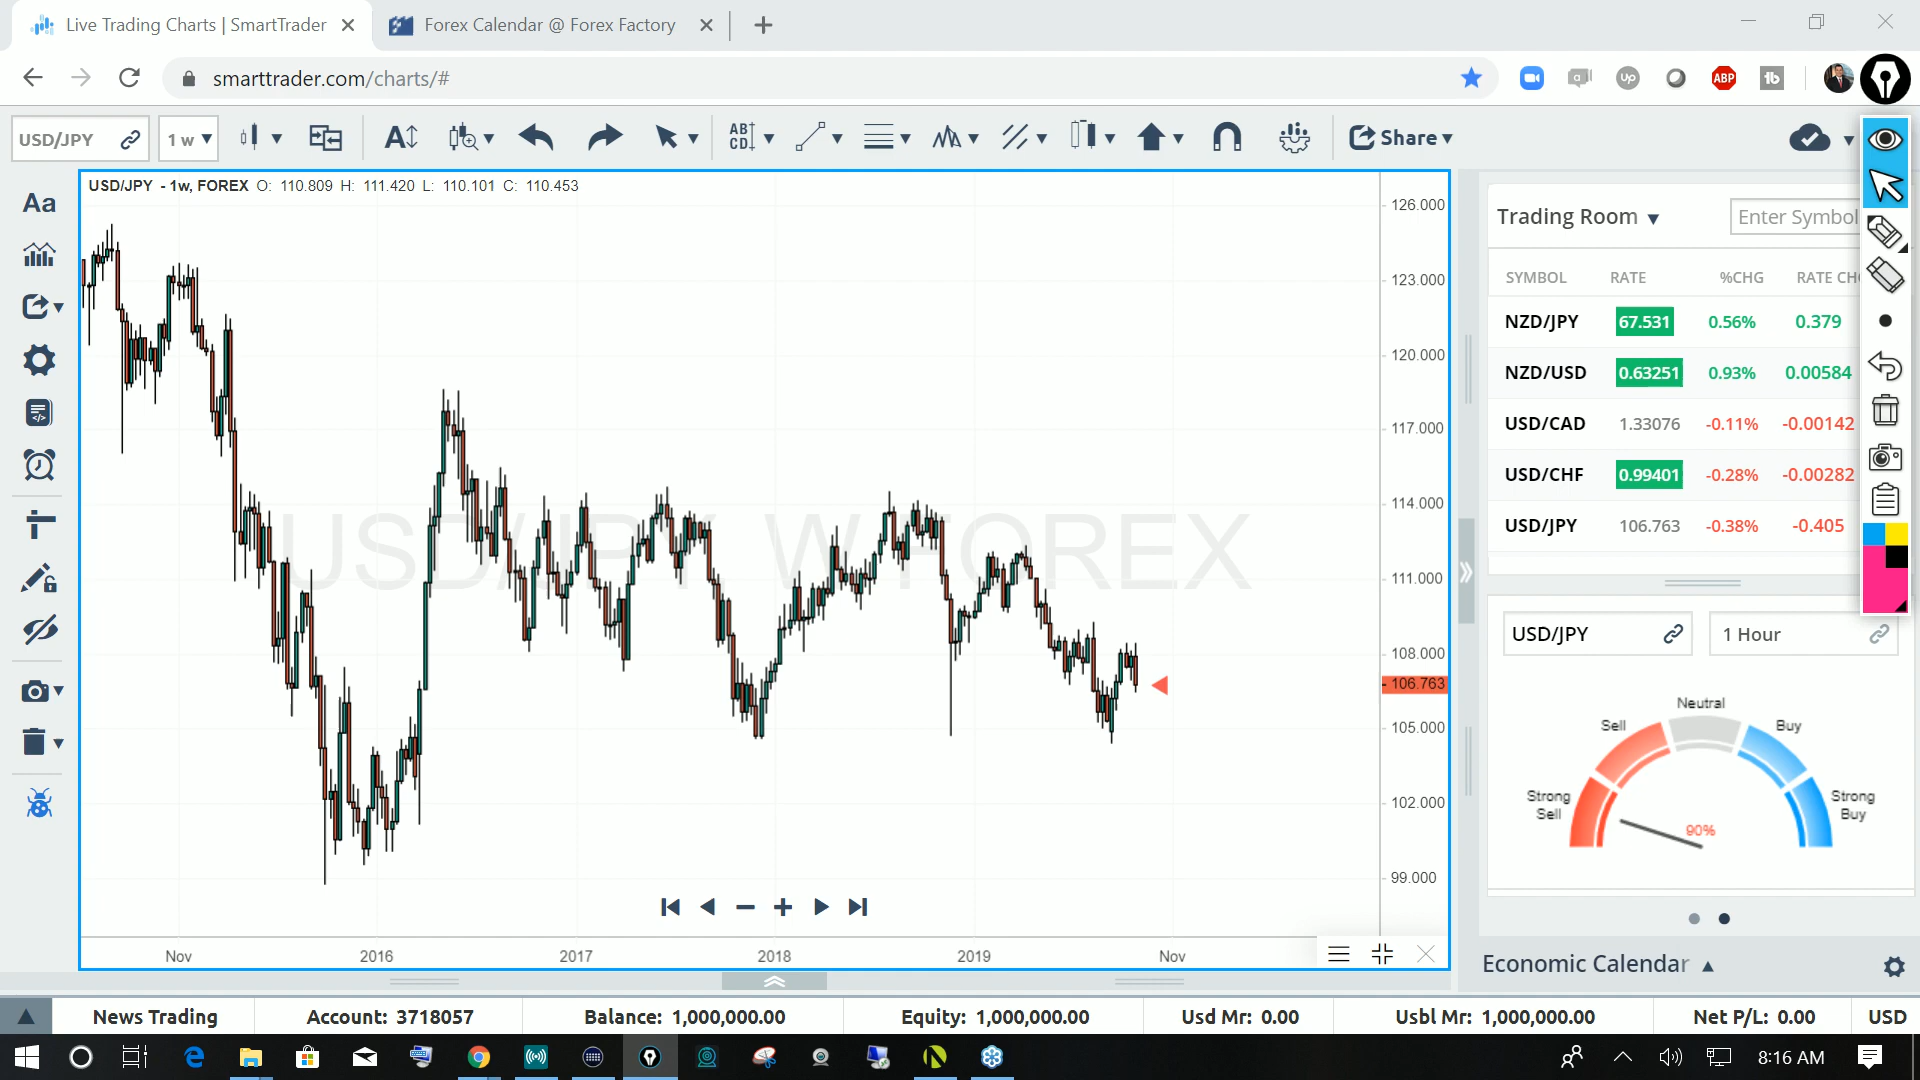 Live Trading Charts | SmartTrader
Forex Calendar @ Forex Factory
smarttrader.com/charts/#
a
Up
ABP
tb
USD/JPY
1 w
A
AB
CD
Share
USD/JPY - 1w, FOREX O: 110.809 H: 111.420 L: 110.101 C: 110.453
Aa
USD/JPY W FOREX
126.000
123.000
120.000
117.000
114.000
111.000
108.000
106.763
105.000
102.000
99.000
Nov 2016 2017 2018 2019 Nov
Trading Room
Enter Symbol
SYMBOL RATE %CHG RATE CH
NZD/JPY 67.531 0.56% 0.379
NZD/USD 0.63251 0.93% 0.00584
USD/CAD 1.33076 -0.11% -0.00142
USD/CHF 0.99401 -0.28% -0.00282
USD/JPY 106.763 -0.38% -0.405
USD/JPY 1 Hour
Neutral
Sell Buy
Strong Sell
Strong Buy
90%
Economic Calendar
News Trading Account: 3718057 Balance: 1,000,000.00 Equity: 1,000,000.00 Usd Mr: 0.00 Usbl Mr: 1,000,000.00 Net P/L: 0.00 USD
8:16 AM